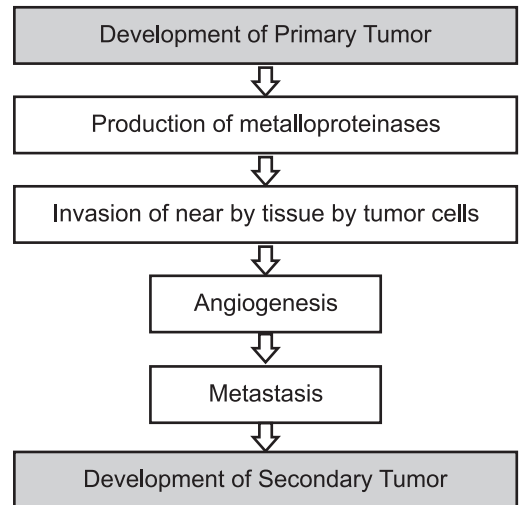 Development of Primary Tumor
Production of metalloproteinases
Invasion of near by tissue by tumor cells
Angiogenesis
Metastasis
Development of Secondary Tumor